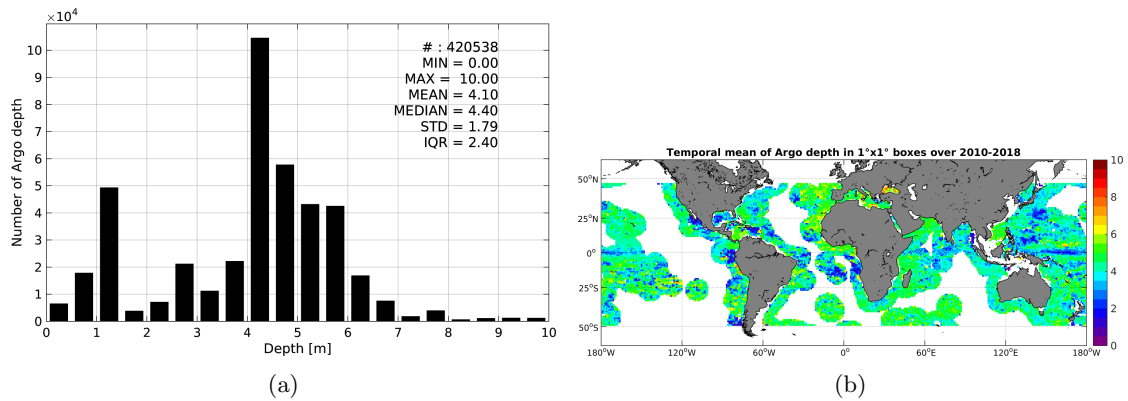 ×10⁴
10
9
8
7
6
5
4
3
2
1
0
Number of Argo depth
# : 420538
MIN = 0.00
MAX = 10.00
MEAN = 4.10
MEDIAN = 4.40
STD = 1.79
IQR = 2.40
0 1 2 3 4 5 6 7 8 9 10
Depth [m]
(a)
Temporal mean of Argo depth in 1°x1° boxes over 2010-2018
50°N
25°N
0°
25°S
50°S
180°W 120°W 60°W 0° 60°E 120°E 180°W
10
8
6
4
2
0
(b)